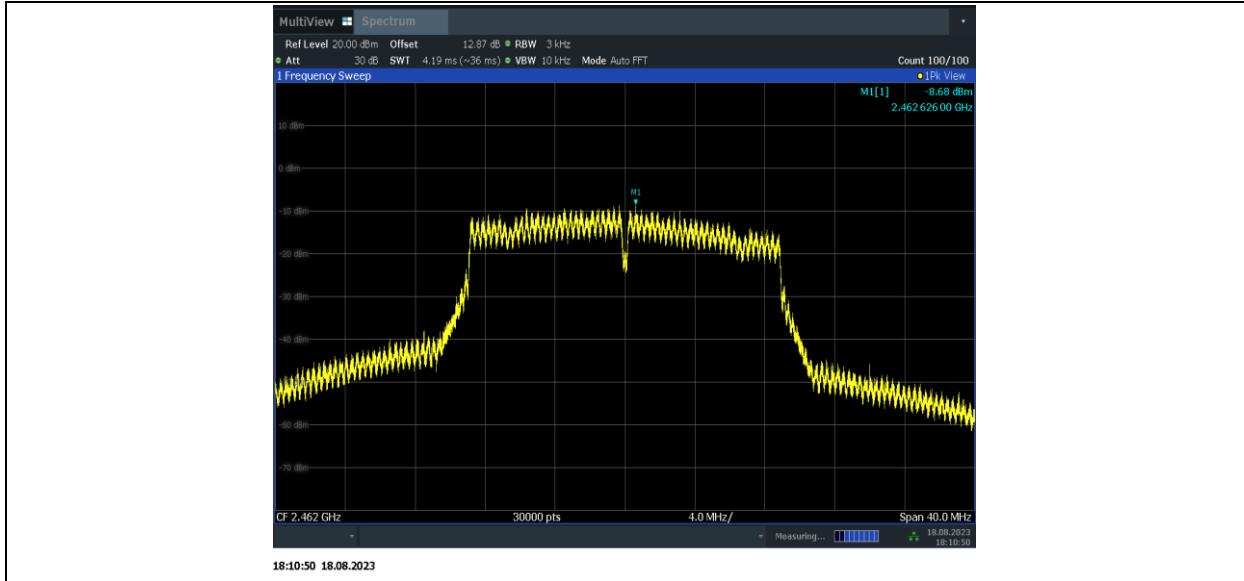 MultiView Spectrum
Ref Level 20.00 dBm Offset 12.87 dB RBW 3 kHz
Att 30 dB SWT 4.19 ms (~36 ms) VBW 10 kHz Mode Auto FFT Count 100/100
1 Frequency Sweep 1Pk View
M1[1] -8.68 dBm
2.462 626 00 GHz
10 dBm
0 dBm
M1
-10 dBm
-20 dBm
-30 dBm
-40 dBm
-60 dBm
-70 dBm
CF 2.462 GHz 30000 pts 4.0 MHz/ Span 40.0 MHz
Measuring... 18.08.2023
18:10:50
18:10:50 18.08.2023